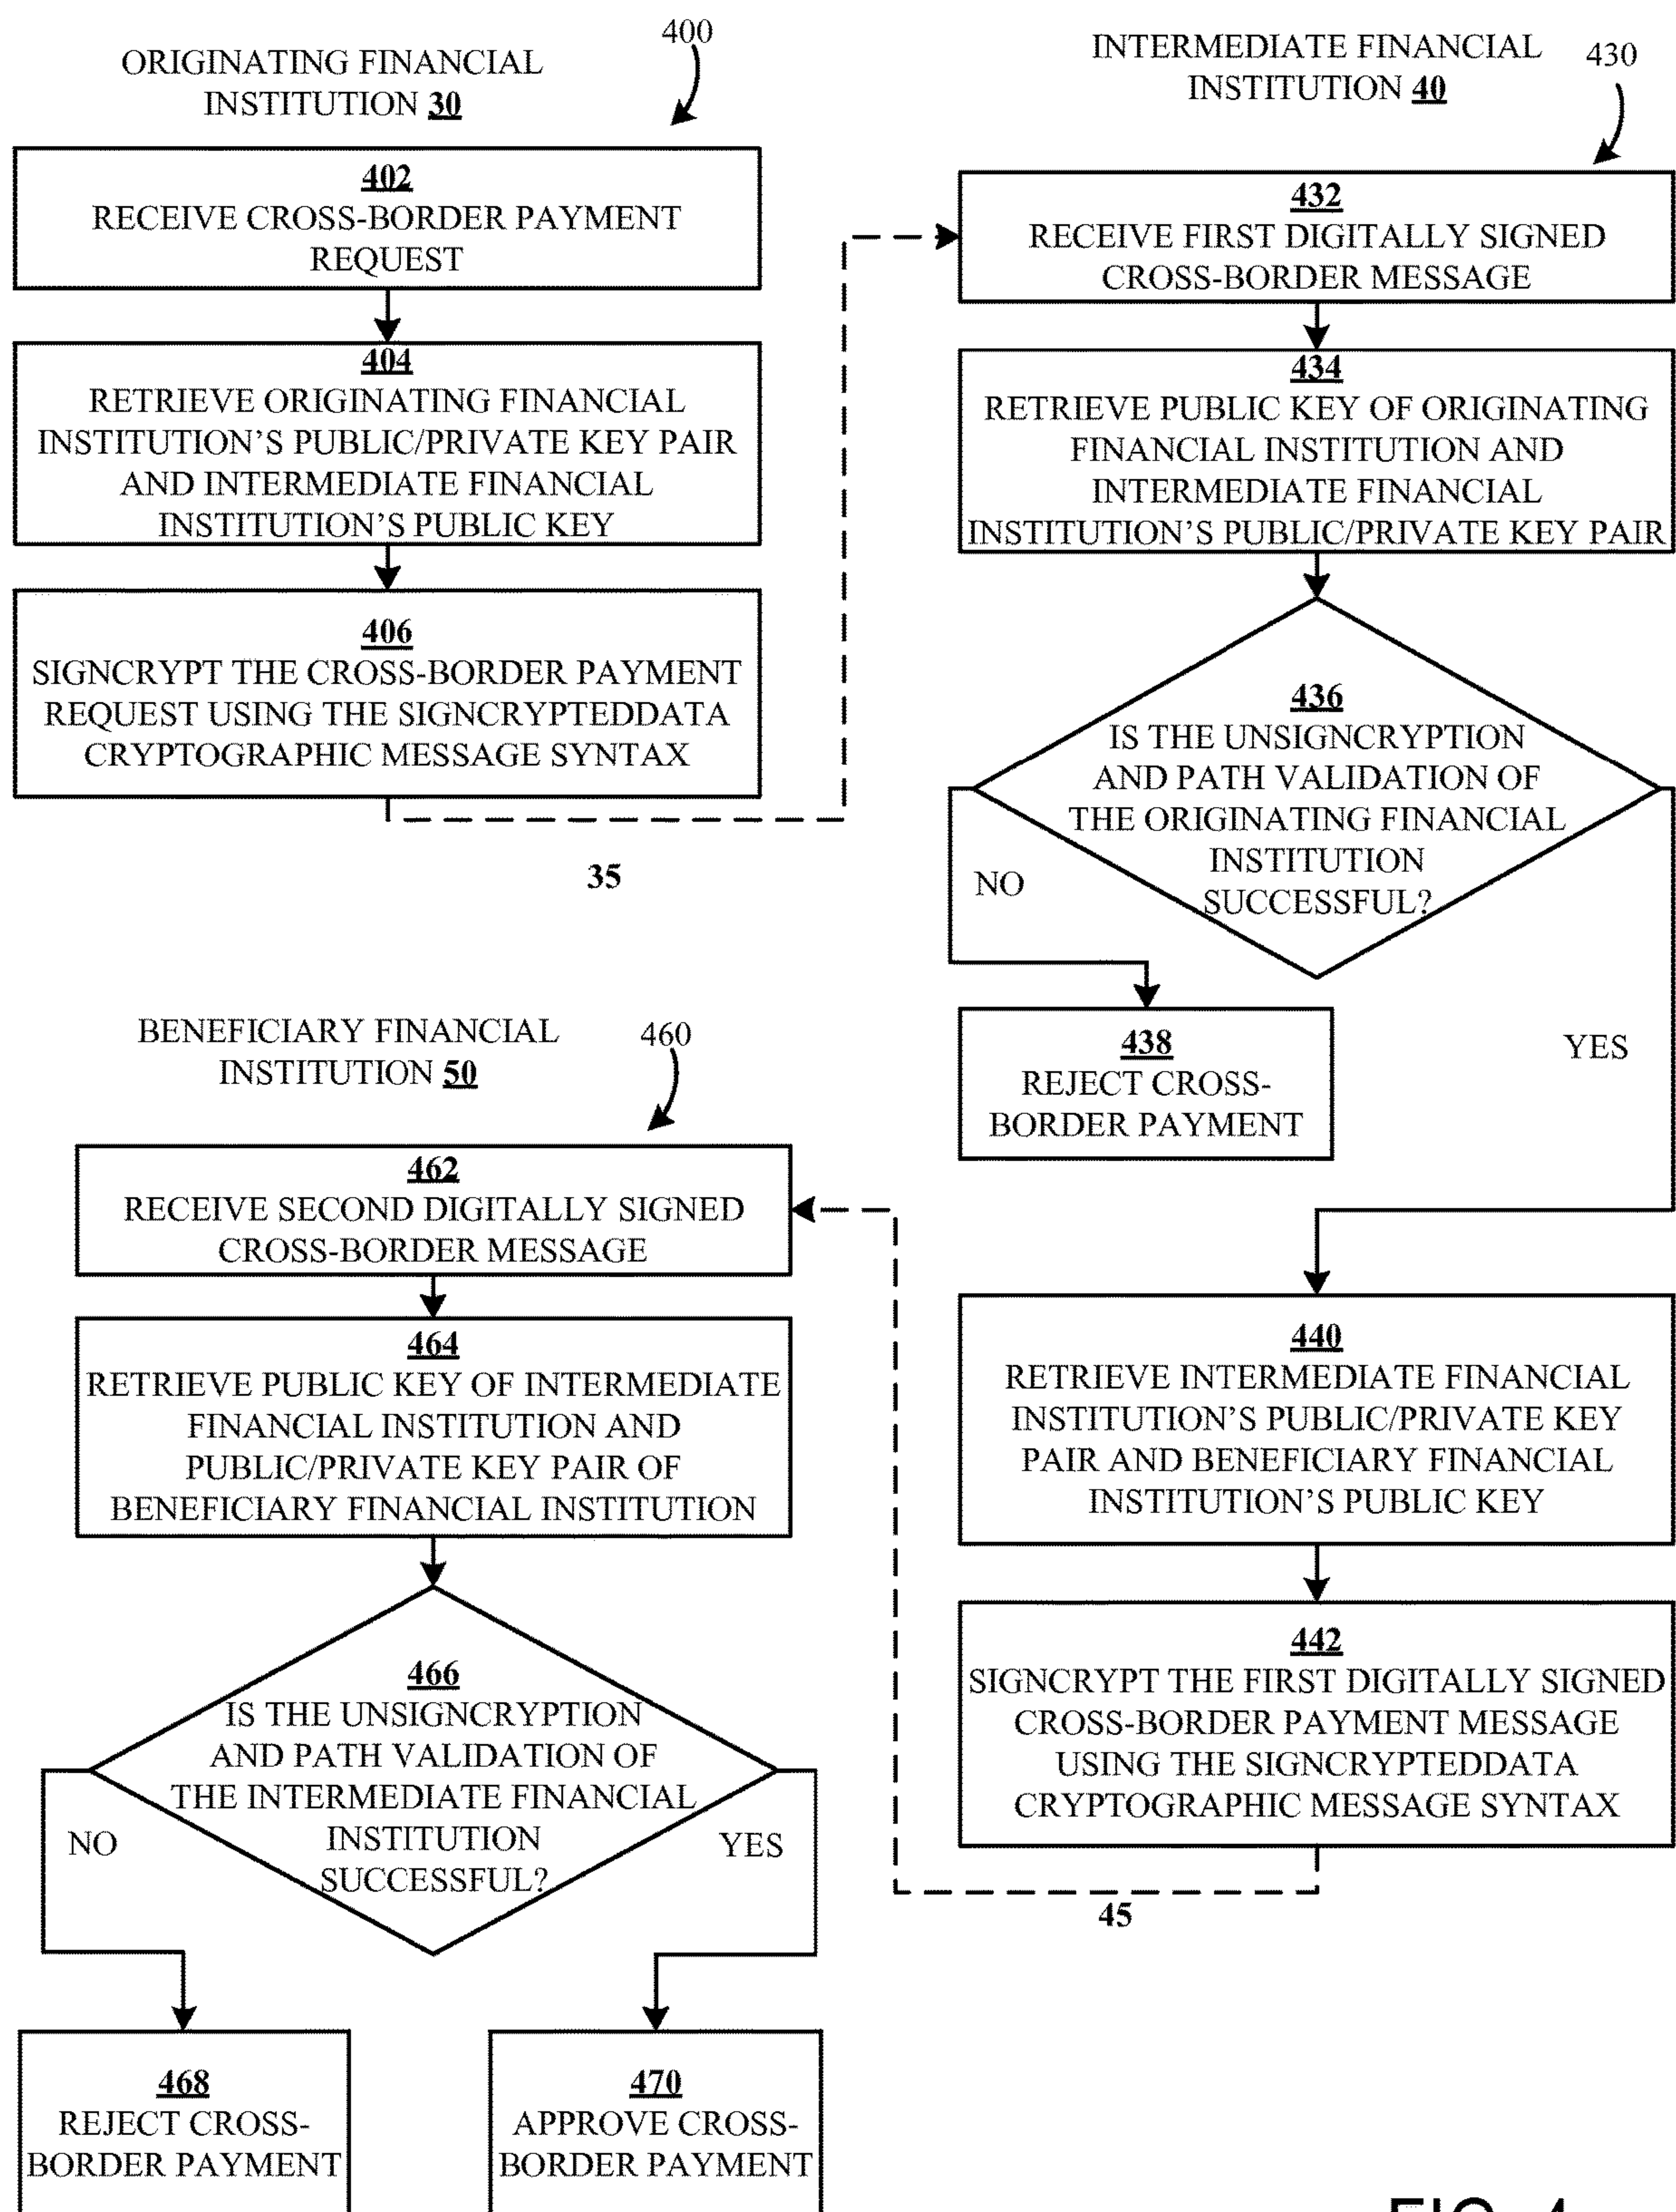 400
ORIGINATING FINANCIAL
INSTITUTION 30
402
RECEIVE CROSS-BORDER PAYMENT
REQUEST
404
RETRIEVE ORIGINATING FINANCIAL
INSTITUTION'S PUBLIC/PRIVATE KEY PAIR
AND INTERMEDIATE FINANCIAL
INSTITUTION'S PUBLIC KEY
406
SIGNCRYPT THE CROSS-BORDER PAYMENT
REQUEST USING THE SIGNCRYPTEDDATA
CRYPTOGRAPHIC MESSAGE SYNTAX
35
INTERMEDIATE FINANCIAL
INSTITUTION 40
430
432
RECEIVE FIRST DIGITALLY SIGNED
CROSS-BORDER MESSAGE
434
RETRIEVE PUBLIC KEY OF ORIGINATING
FINANCIAL INSTITUTION AND
INTERMEDIATE FINANCIAL
INSTITUTION'S PUBLIC/PRIVATE KEY PAIR
436
IS THE UNSIGNCRYPTION
AND PATH VALIDATION OF
THE ORIGINATING FINANCIAL
INSTITUTION
SUCCESSFUL?
NO
YES
438
REJECT CROSS-
BORDER PAYMENT
440
RETRIEVE INTERMEDIATE FINANCIAL
INSTITUTION'S PUBLIC/PRIVATE KEY
PAIR AND BENEFICIARY FINANCIAL
INSTITUTION'S PUBLIC KEY
442
SIGNCRYPT THE FIRST DIGITALLY SIGNED
CROSS-BORDER PAYMENT MESSAGE
USING THE SIGNCRYPTEDDATA
CRYPTOGRAPHIC MESSAGE SYNTAX
45
BENEFICIARY FINANCIAL
INSTITUTION 50
460
462
RECEIVE SECOND DIGITALLY SIGNED
CROSS-BORDER MESSAGE
464
RETRIEVE PUBLIC KEY OF INTERMEDIATE
FINANCIAL INSTITUTION AND
PUBLIC/PRIVATE KEY PAIR OF
BENEFICIARY FINANCIAL INSTITUTION
466
IS THE UNSIGNCRYPTION
AND PATH VALIDATION OF
THE INTERMEDIATE FINANCIAL
INSTITUTION
SUCCESSFUL?
NO
YES
468
REJECT CROSS-
BORDER PAYMENT
470
APPROVE CROSS-
BORDER PAYMENT